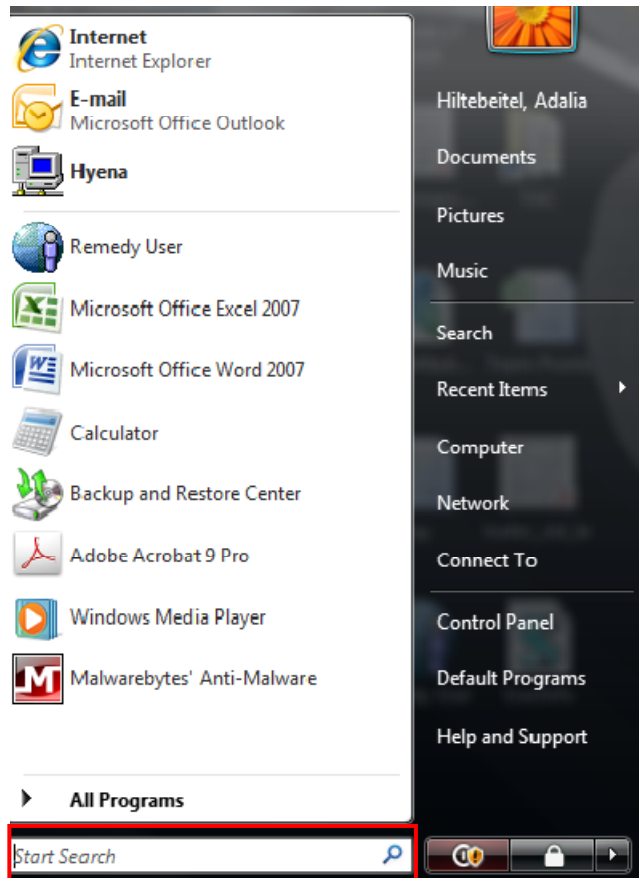 Internet
Internet Explorer
E-mail
Microsoft Office Outlook
Hyena
Remedy User
Microsoft Office Excel 2007
Microsoft Office Word 2007
Calculator
Backup and Restore Center
Adobe Acrobat 9 Pro
Windows Media Player
Malwarebytes' Anti-Malware
All Programs
Start Search
Hiltebeitel, Adalia
Documents
Pictures
Music
Search
Recent Items
Computer
Network
Connect To
Control Panel
Default Programs
Help and Support